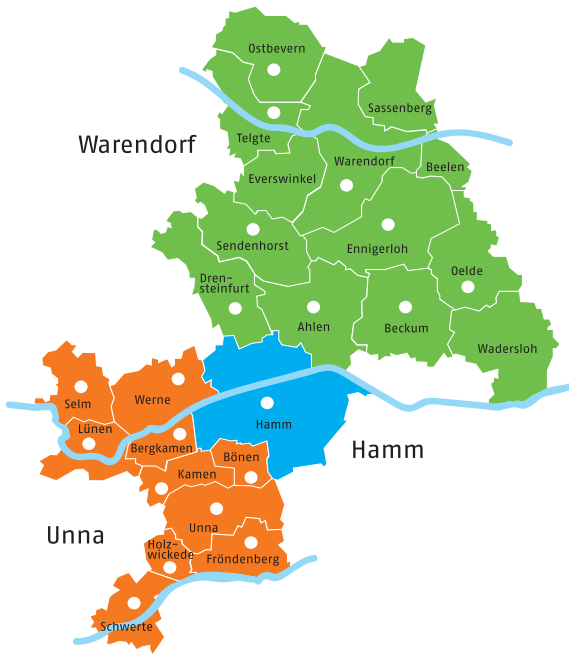 Ostbevern
Sassenberg
Telgte
Warendorf
Warendorf
Beelen
Everswinkel
Sendenhorst
Ennigerloh
Oelde
Dren-
steinfurt
Ahlen
Beckum
Wadersloh
Werne
Selm
Hamm
Lünen
Bergkamen
Hamm
Bönen
Kamen
Unna
Unna
Holz-
wickede
Fröndenberg
Schwerte